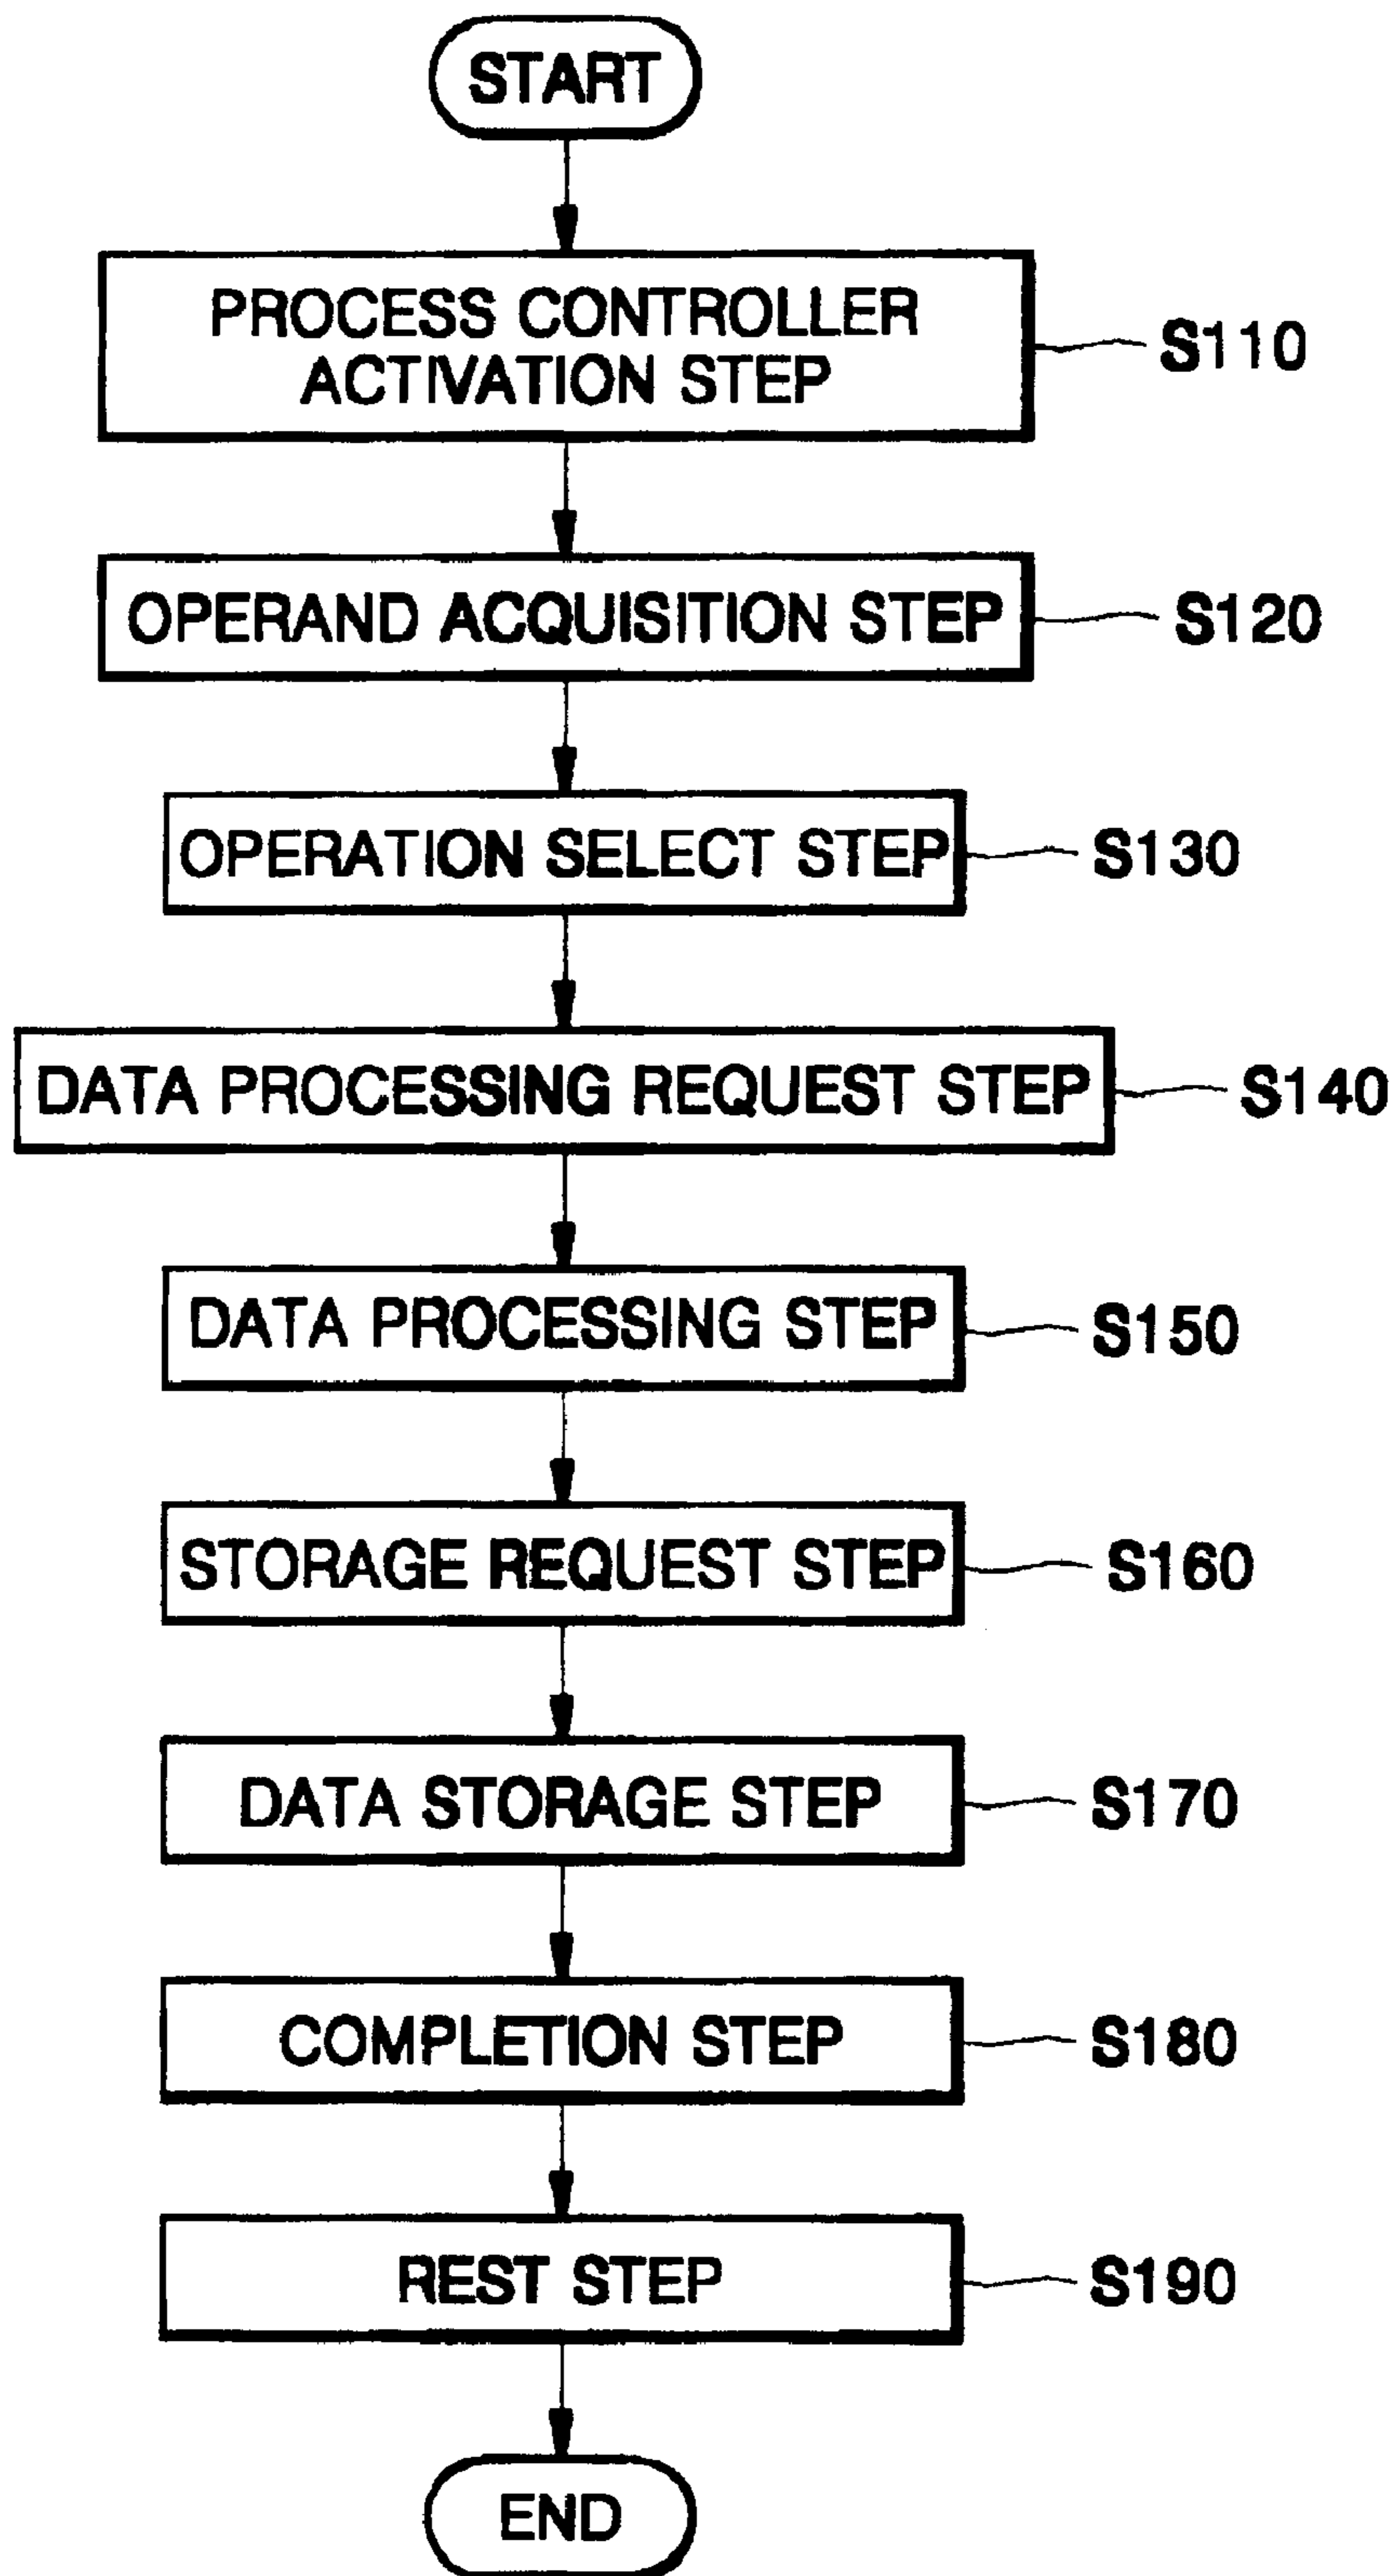 START
PROCESS CONTROLLER
ACTIVATION STEP
S110
OPERAND ACQUISITION STEP
S120
OPERATION SELECT STEP
S130
DATA PROCESSING REQUEST STEP
S140
DATA PROCESSING STEP
S150
STORAGE REQUEST STEP
S160
DATA STORAGE STEP
S170
COMPLETION STEP
S180
REST STEP
S190
END